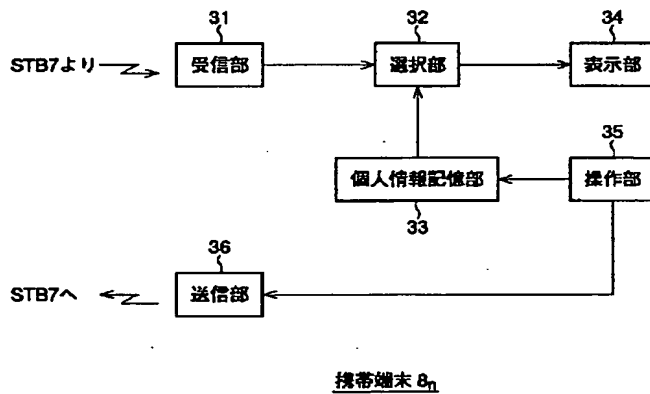 31
32
34
STB7より
受信部
選択部
表示部
35
個人情報記憶部
操作部
33
36
STB7へ
送信部
携帯端末 8n